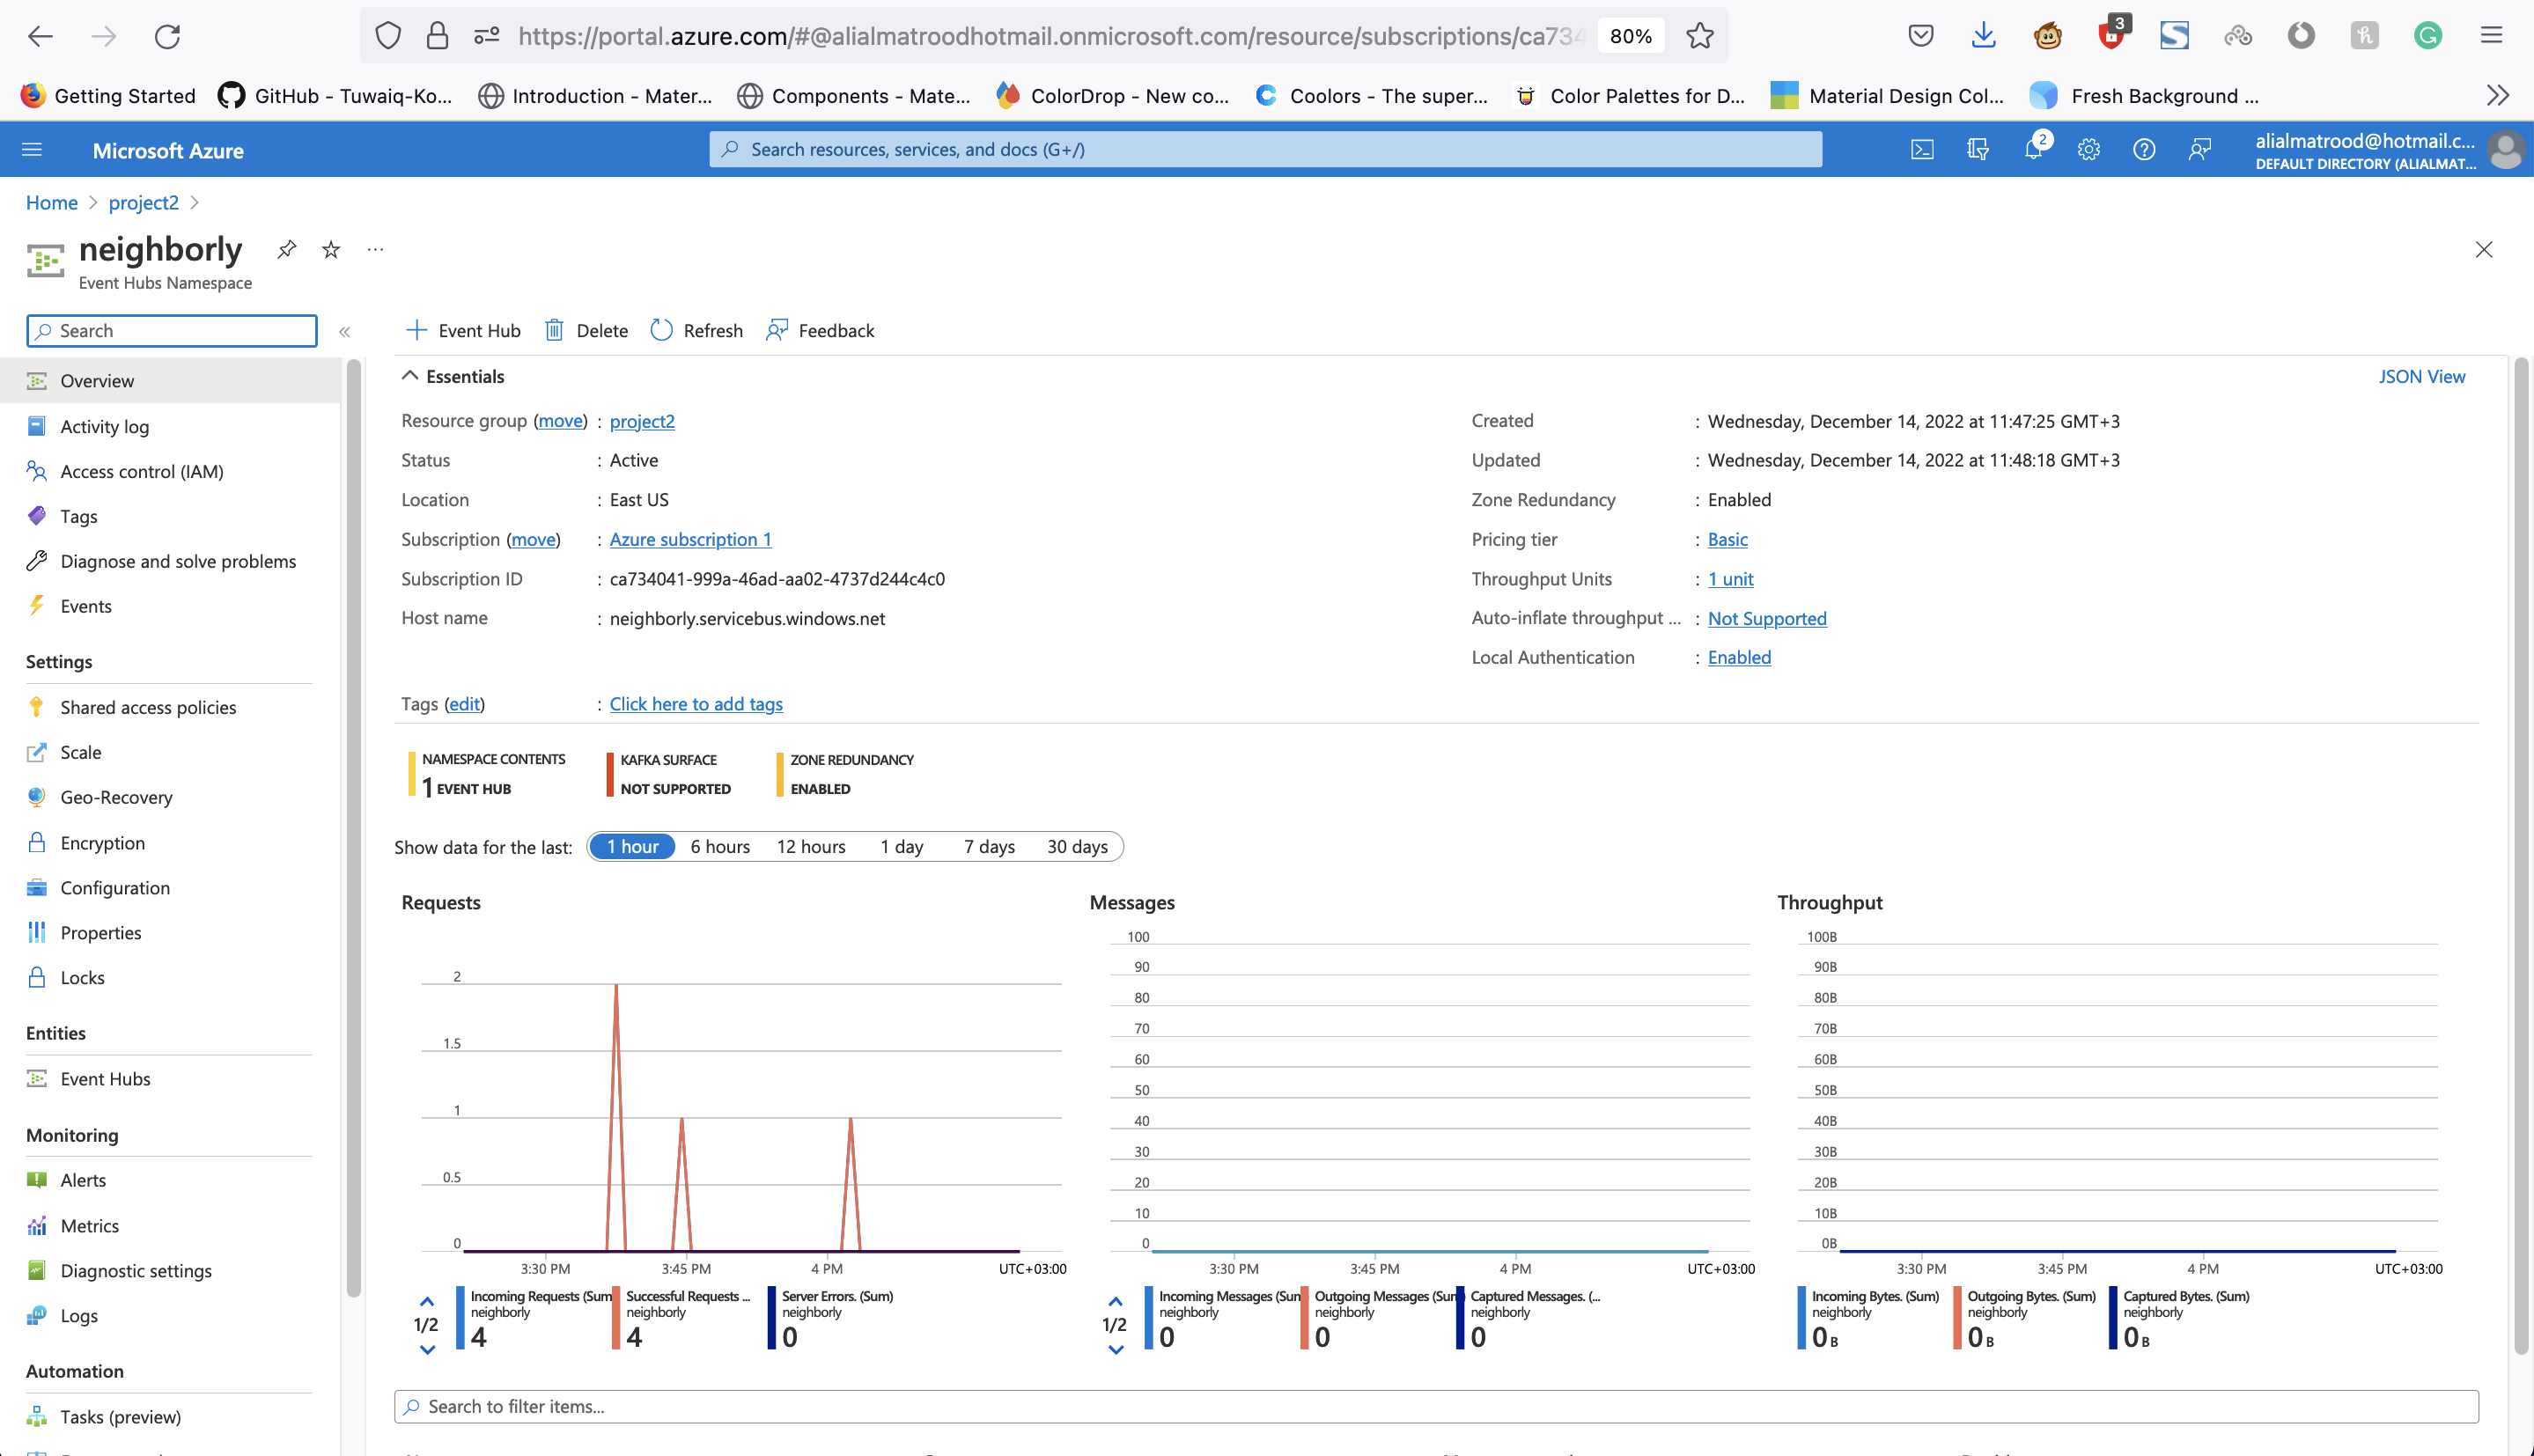 https://portal.azure.com/#@alialmatroodhotmail.onmicrosoft.com/resource/subscriptions/ca734
80%
3
Getting Started
GitHub - Tuwaiq-Ko...
Introduction - Mater...
Components - Mate...
ColorDrop - New co...
Coolors - The super...
Color Palettes for D...
Material Design Col...
Fresh Background ...
Microsoft Azure
Search resources, services, and docs (G+/)
2
alialmatrood@hotmail.c...
DEFAULT DIRECTORY (ALIALMAT...
Home > project2 >
neighborly
Event Hubs Namespace
Search
Overview
Activity log
Access control (IAM)
Tags
Diagnose and solve problems
Events
Settings
Shared access policies
Scale
Geo-Recovery
Encryption
Configuration
Properties
Locks
Entities
Event Hubs
Monitoring
Alerts
Metrics
Diagnostic settings
Logs
Automation
Tasks (preview)
Event Hub
Delete
Refresh
Feedback
Essentials
JSON View
Resource group (move) : project2
Status : Active
Location : East US
Subscription (move) : Azure subscription 1
Subscription ID : ca734041-999a-46ad-aa02-4737d244c4c0
Host name : neighborly.servicebus.windows.net
Created : Wednesday, December 14, 2022 at 11:47:25 GMT+3
Updated : Wednesday, December 14, 2022 at 11:48:18 GMT+3
Zone Redundancy : Enabled
Pricing tier : Basic
Throughput Units : 1 unit
Auto-inflate throughput ... : Not Supported
Local Authentication : Enabled
Tags (edit) : Click here to add tags
NAMESPACE CONTENTS
1 EVENT HUB
KAFKA SURFACE
NOT SUPPORTED
ZONE REDUNDANCY
ENABLED
Show data for the last: 1 hour 6 hours 12 hours 1 day 7 days 30 days
Requests
2
1.5
1
0.5
0
3:30 PM 3:45 PM 4 PM UTC+03:00
1/2
Incoming Requests (Sum
neighborly
4
Successful Requests ...
neighborly
4
Server Errors. (Sum)
neighborly
0
Messages
100
90
80
70
60
50
40
30
20
10
0
3:30 PM 3:45 PM 4 PM UTC+03:00
1/2
Incoming Messages (Sum
neighborly
0
Outgoing Messages (Sum
neighborly
0
Captured Messages. (...
neighborly
0
Throughput
100B
90B
80B
70B
60B
50B
40B
30B
20B
10B
0B
3:30 PM 3:45 PM 4 PM UTC+03:00
Incoming Bytes. (Sum)
neighborly
0 B
Outgoing Bytes. (Sum)
neighborly
0 B
Captured Bytes. (Sum)
neighborly
0 B
Search to filter items...